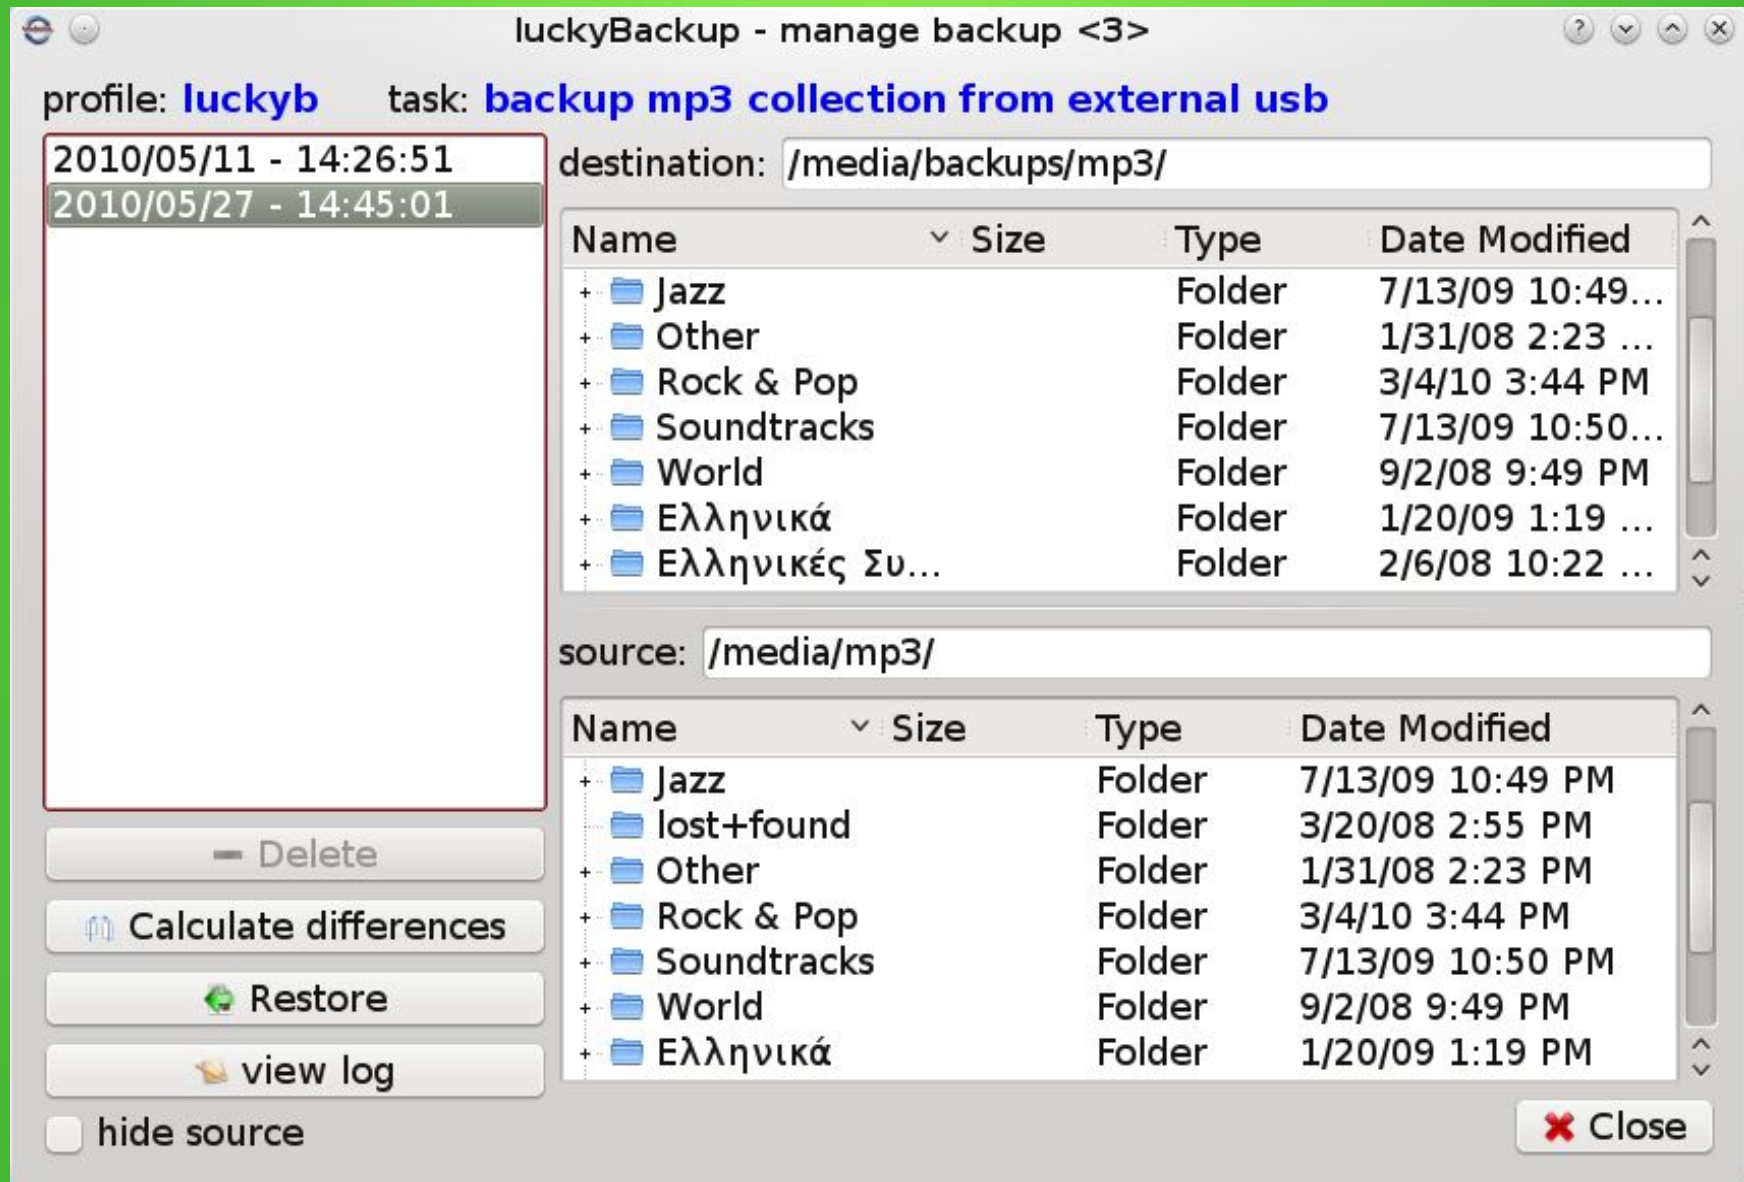 luckyBackup - manage backup <3>
profile: luckyb task: backup mp3 collection from external usb
2010/05/11 - 14:26:51
2010/05/27 - 14:45:01
Delete
Calculate differences
Restore
view log
hide source
destination: /media/backups/mp3/
Name Size Type Date Modified
Jazz Folder 7/13/09 10:49...
Other Folder 1/31/08 2:23 ...
Rock & Pop Folder 3/4/10 3:44 PM
Soundtracks Folder 7/13/09 10:50...
World Folder 9/2/08 9:49 PM
Ελληνικά Folder 1/20/09 1:19 ...
Ελληνικές Συ... Folder 2/6/08 10:22 ...
source: /media/mp3/
Name Size Type Date Modified
Jazz Folder 7/13/09 10:49 PM
lost+found Folder 3/20/08 2:55 PM
Other Folder 1/31/08 2:23 PM
Rock & Pop Folder 3/4/10 3:44 PM
Soundtracks Folder 7/13/09 10:50 PM
World Folder 9/2/08 9:49 PM
Ελληνικά Folder 1/20/09 1:19 PM
Close